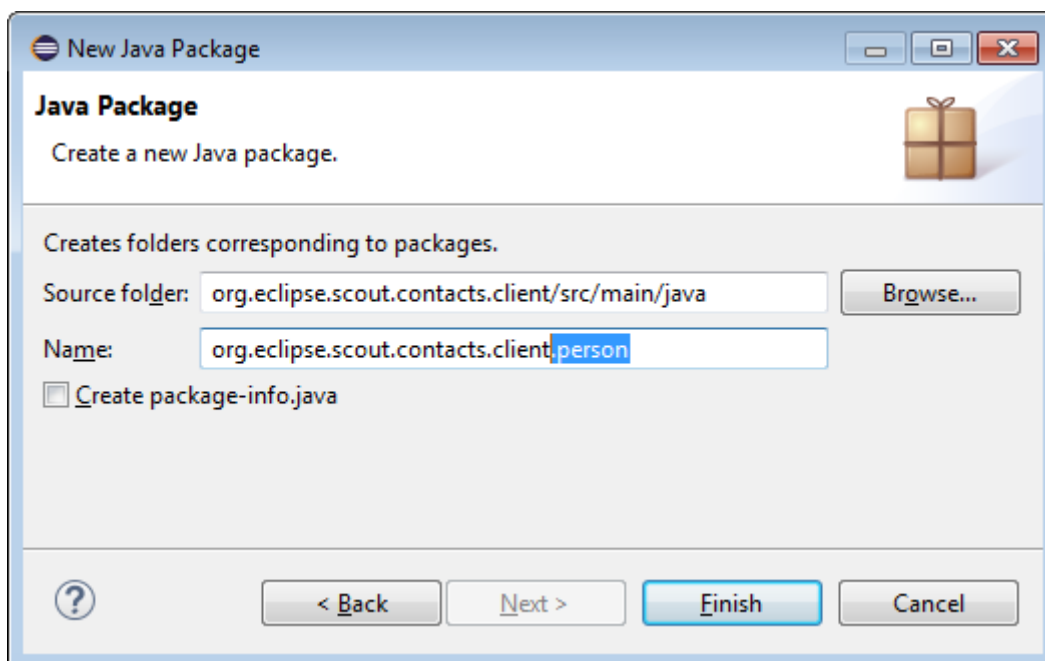 New Java Package
Java Package
Create a new Java package.
Creates folders corresponding to packages.
Source folder: org.eclipse.scout.contacts.client/src/main/java Browse...
Name: org.eclipse.scout.contacts.client.person
Create package-info.java
? < Back Next > Finish Cancel